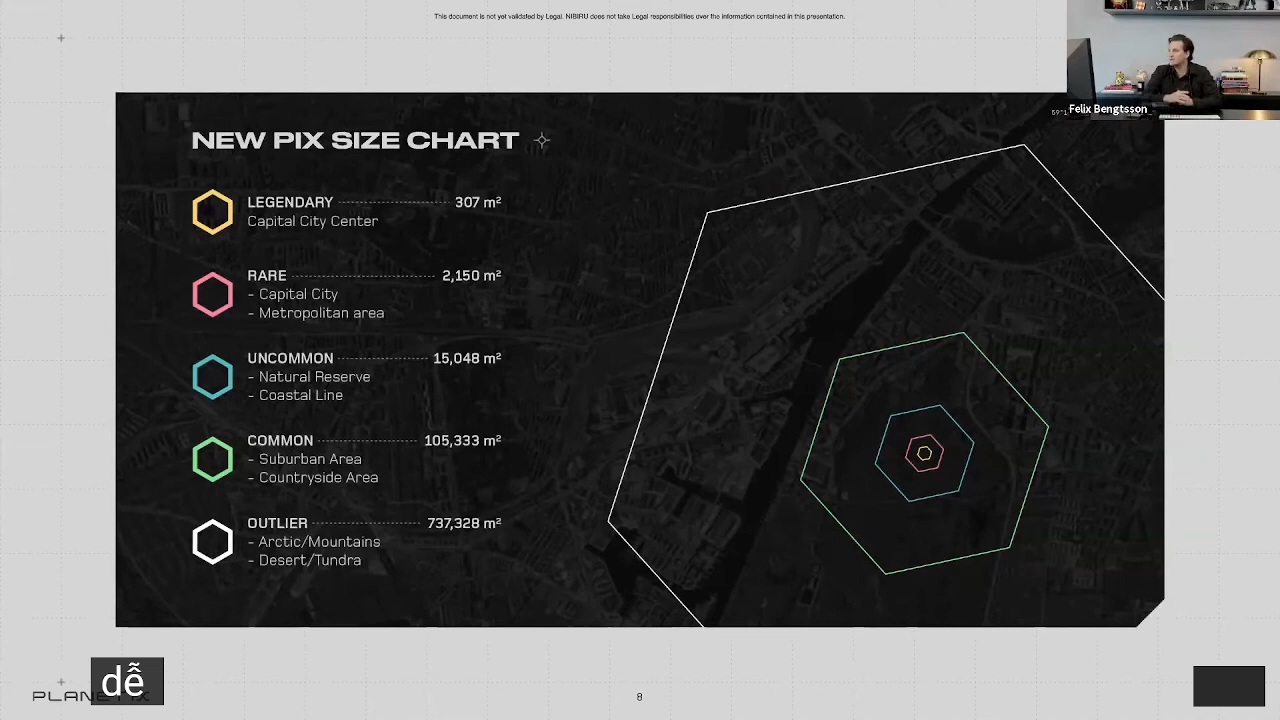 This document is not yet validated by Legal. NIBIRU does not take Legal responsibilities over the information contained in this presentation.
Felix Bengtsson
NEW PIX SIZE CHART
LEGENDARY 307 m²
Capital City Center
RARE 2,150 m²
- Capital City
- Metropolitan area
UNCOMMON 15,048 m²
- Natural Reserve
- Coastal Line
COMMON 105,333 m²
- Suburban Area
- Countryside Area
OUTLIER 737,328 m²
- Arctic/Mountains
- Desert/Tundra
dễ
8